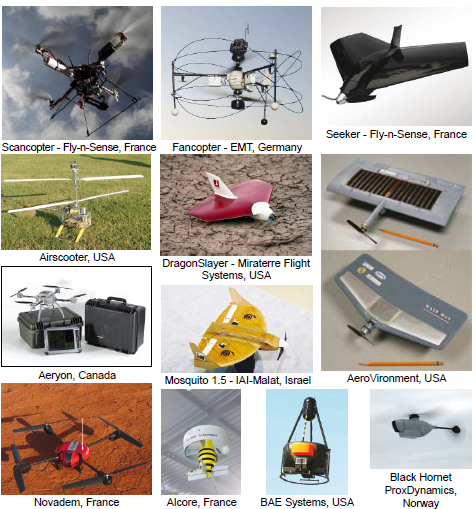 Scancopter - Fly-n-Sense, France
Fancopter - EMT, Germany
Seeker - Fly-n-Sense, France
Airscooter, USA
DragonSlayer - Miraterre Flight
Systems, USA
WASP MAV
Aeryon, Canada
Mosquito 1.5 - IAI-Malat, Israel
AeroVironment, USA
Novadem, France
Alcore, France
BAE Systems, USA
Black Hornet
ProxDynamics,
Norway